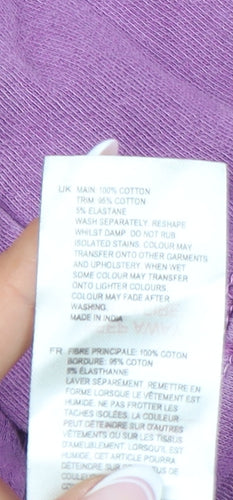 UK MAIN: 100% COTTON
TRIM: 95% COTTON
5% ELASTANE
WASH SEPARATELY. RESHAPE
WHILST DAMP. DO NOT RUB
ISOLATED STAINS. COLOUR MAY
TRANSFER ONTO OTHER GARMENTS
AND UPHOLSTERY. WHEN WET
SOME COLOUR MAY TRANSFER
ONTO LIGHTER COLOURS.
COLOUR MAY FADE AFTER
WASHING.
MADE IN INDIA
FR FIBRE PRINCIPALE: 100% COTON
BORDURE: 95% COTON
5% ÉLASTHANNE
LAVER SÉPARÉMENT. REMETTRE EN
FORME LORSQUE LE VÊTEMENT EST
HUMIDE. NE PAS FROTTER LES
TACHES ISOLÉES. LA COULEUR
PEUT DÉTEINDRE SUR D'AUTRES
VÊTEMENTS OU SUR LES TISSUS
D'AMEUBLEMENT. LORSQU'IL EST
HUMIDE, CET ARTICLE POURRA
DÉTEINDRE SUR